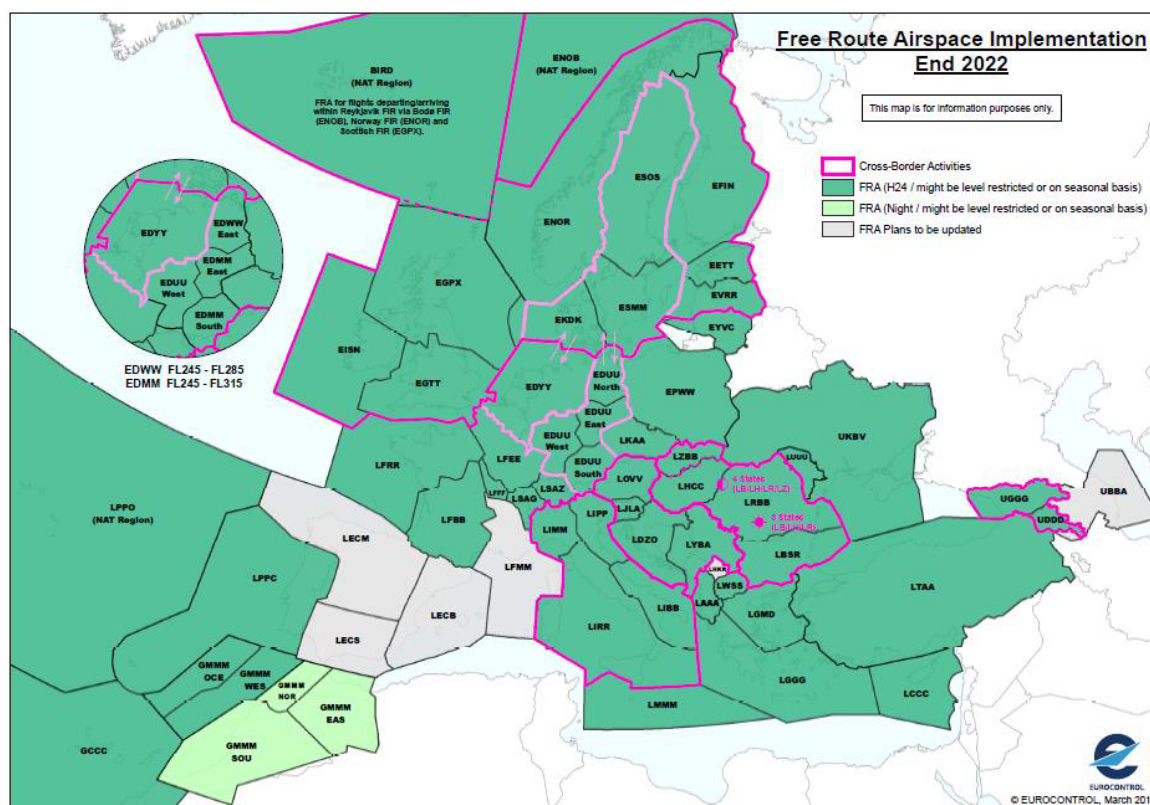 Free Route Airspace Implementation
End 2022
This map is for information purposes only.
Cross-Border Activities
FRA (H24 / might be level restricted or on seasonal basis)
FRA (Night / might be level restricted or on seasonal basis)
FRA Plans to be updated
BIRD
(NAT Region)
FRA for flights departing/arriving
within Reykjavik FIR via Bodø FIR
(ENOB), Norway FIR (ENOR) and
Scottish FIR (EGPX).
ENOB
(NAT Region)
EDYY
EDWW
East
EDMM
East
EDUU
West
EDMM
South
EDWW FL245 - FL285
EDMM FL245 - FL315
ESOS
EFIN
ENOR
EETT
EVRR
EGPX
ESMM
EKDK
EYVC
EISN
EGTT
EDYY
EDUU
North
EPWW
EDUU
East
EDUU
West
LKAA
UKBV
LFRR
LFEE
EDUU
South
LZBB
LUUU
LOVV
LHCC
4 States
(LB/LH/LR/LZ)
LRBB
3 States
LPPO
(NAT Region)
LFFF
LSAG
LSAZ
LFBB
LIMM
LIPP
LJLA
LDZO
LYBA
LBSR
UGGG
UDDD
UBBA
LECM
LFMM
LPPC
LWSS
LAAA
LTAA
LECB
LIBB
LGMD
LECS
LIRR
GMMM
OCE
GMMM
WES
GMMM
NOR
GMMM
EAS
LMMM
LGGG
LCCC
GCCC
GMMM
SOU
EUROCONTROL
© EUROCONTROL, March 201